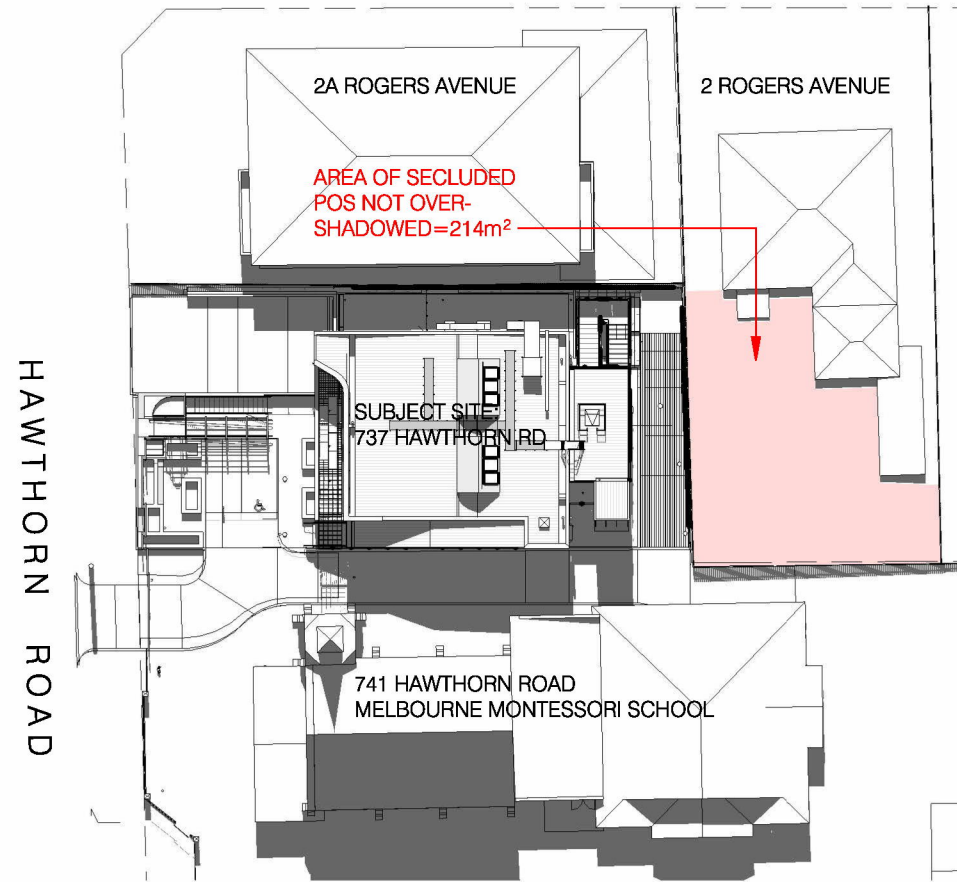 2A ROGERS AVENUE
2 ROGERS AVENUE
AREA OF SECLUDED
POS NOT OVER-
SHADOWED=214m²
SUBJECT SITE:
737 HAWTHORN RD
HAWTHORN ROAD
741 HAWTHORN ROAD
MELBOURNE MONTESSORI SCHOOL